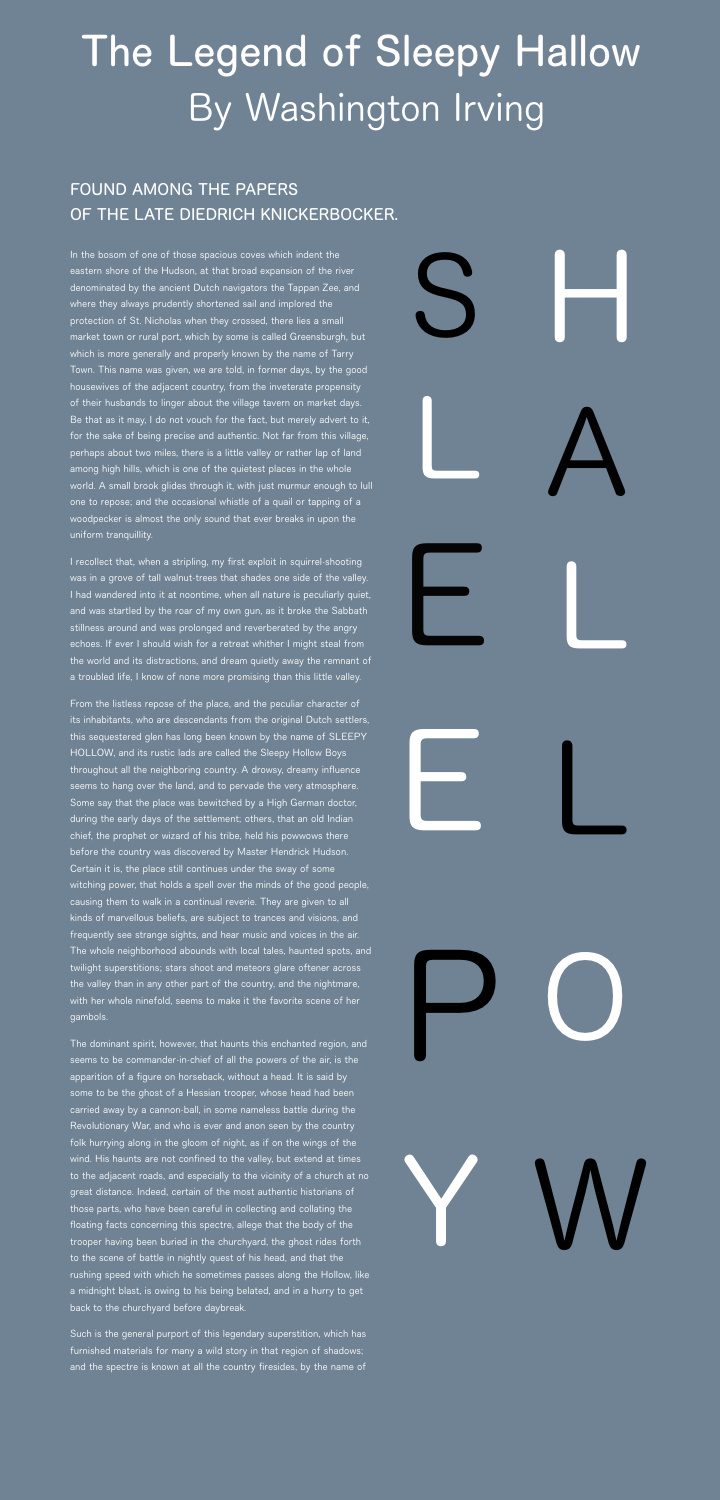 The Legend of Sleepy Hallow
By Washington Irving
FOUND AMONG THE PAPERS
OF THE LATE DIEDRICH KNICKERBOCKER.
In the bosom of one of those spacious coves which indent the
eastern shore of the Hudson, at that broad expansion of the river
denominated by the ancient Dutch navigators the Tappan Zee, and
where they always prudently shortened sail and implored the
protection of St. Nicholas when they crossed, there lies a small
market town or rural port, which by some is called Greensburgh, but
which is more generally and properly known by the name of Tarry
Town. This name was given, we are told, in former days, by the good
housewives of the adjacent country, from the inveterate propensity
of their husbands to linger about the village tavern on market days.
Be that as it may, I do not vouch for the fact, but merely advert to it,
for the sake of being precise and authentic. Not far from this village,
perhaps about two miles, there is a little valley or rather lap of land
among high hills, which is one of the quietest places in the whole
world. A small brook glides through it, with just murmur enough to lull
one to repose; and the occasional whistle of a quail or tapping of a
woodpecker is almost the only sound that ever breaks in upon the
uniform tranquillity.
I recollect that, when a stripling, my first exploit in squirrel-shooting
was in a grove of tall walnut-trees that shades one side of the valley.
I had wandered into it at noontime, when all nature is peculiarly quiet,
and was startled by the roar of my own gun, as it broke the Sabbath
stillness around and was prolonged and reverberated by the angry
echoes. If ever I should wish for a retreat whither I might steal from
the world and its distractions, and dream quietly away the remnant of
a troubled life, I know of none more promising than this little valley.
From the listless repose of the place, and the peculiar character of
its inhabitants, who are descendants from the original Dutch settlers,
this sequestered glen has long been known by the name of SLEEPY
HOLLOW, and its rustic lads are called the Sleepy Hollow Boys
throughout all the neighboring country. A drowsy, dreamy influence
seems to hang over the land, and to pervade the very atmosphere.
Some say that the place was bewitched by a High German doctor,
during the early days of the settlement; others, that an old Indian
chief, the prophet or wizard of his tribe, held his powwows there
before the country was discovered by Master Hendrick Hudson.
Certain it is, the place still continues under the sway of some
witching power, that holds a spell over the minds of the good people,
causing them to walk in a continual reverie. They are given to all
kinds of marvellous beliefs, are subject to trances and visions, and
frequently see strange sights, and hear music and voices in the air.
The whole neighborhood abounds with local tales, haunted spots, and
twilight superstitions; stars shoot and meteors glare oftener across
the valley than in any other part of the country, and the nightmare,
with her whole ninefold, seems to make it the favorite scene of her
gambols.
The dominant spirit, however, that haunts this enchanted region, and
seems to be commander-in-chief of all the powers of the air, is the
apparition of a figure on horseback, without a head. It is said by
some to be the ghost of a Hessian trooper, whose head had been
carried away by a cannon-ball, in some nameless battle during the
Revolutionary War, and who is ever and anon seen by the country
folk hurrying along in the gloom of night, as if on the wings of the
wind. His haunts are not confined to the valley, but extend at times
to the adjacent roads, and especially to the vicinity of a church at no
great distance. Indeed, certain of the most authentic historians of
those parts, who have been careful in collecting and collating the
floating facts concerning this spectre, allege that the body of the
trooper having been buried in the churchyard, the ghost rides forth
to the scene of battle in nightly quest of his head, and that the
rushing speed with which he sometimes passes along the Hollow, like
a midnight blast, is owing to his being belated, and in a hurry to get
back to the churchyard before daybreak.
Such is the general purport of this legendary superstition, which has
furnished materials for many a wild story in that region of shadows;
and the spectre is known at all the country firesides, by the name of
S H
L A
E L
E L
P O
Y W